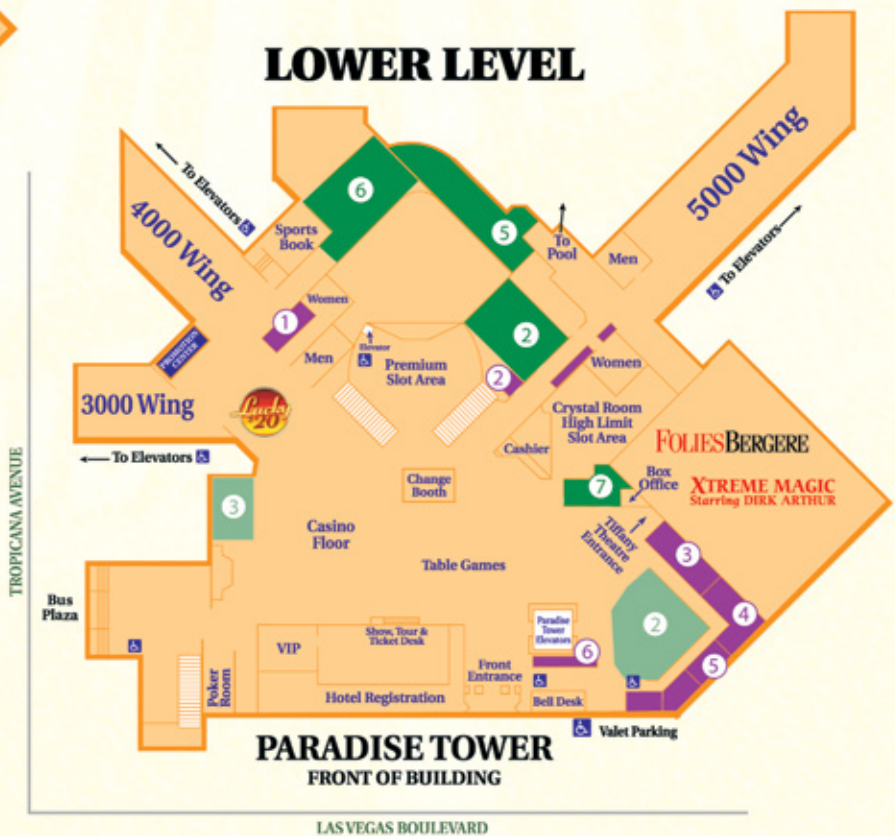 LOWER LEVEL
5000 Wing
To Elevators
4000 Wing
6
Sports
Book
5
To
Pool
Men
To Elevators
1
Women
Men
Elevator
Premium
Slot Area
2
2
Women
PROMOTION
CENTER
3000 Wing
Lucky
20
To Elevators
Crystal Room
High Limit
Slot Area
Cashier
FOLIES BERGERE
XTREME MAGIC
Starring DIRK ARTHUR
Change
Booth
7
Box
Office
Tiffany
Theatre
Entrance
3
Casino
Floor
Table Games
3
4
5
2
Bus
Plaza
VIP
Show, Tour &
Ticket Desk
Paradise
Tower
Elevators
6
Poker
Room
Hotel Registration
Front
Entrance
Bell Desk
Valet Parking
PARADISE TOWER
FRONT OF BUILDING
TROPICANA AVENUE
LAS VEGAS BOULEVARD